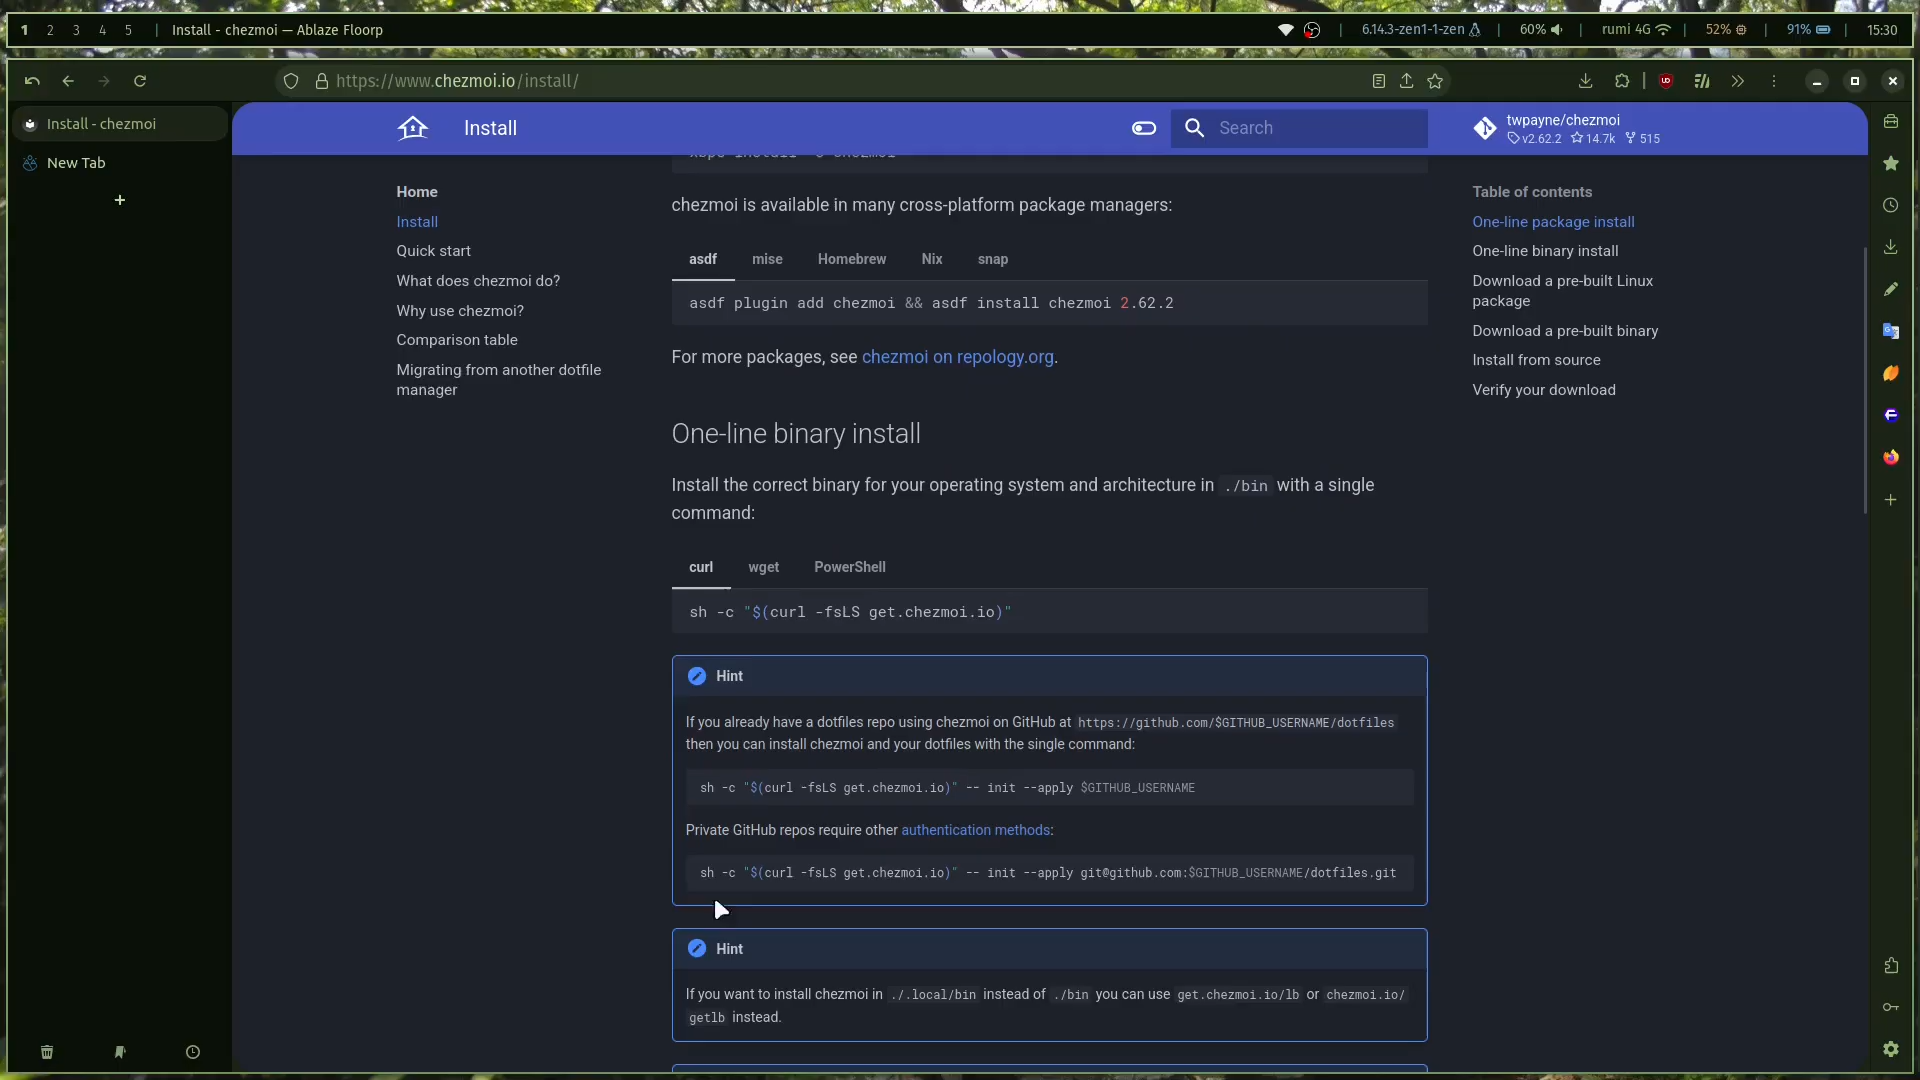 1 2 3 4 5 | Install - chezmoi — Ablaze Floorp
6.14.3-zen1-1-zen | 60% | rumi 4G | 52% | 91% | 15:30
https://www.chezmoi.io/install/
Install - chezmoi
New Tab
Install
Search
twpayne/chezmoi
v2.62.2 14.7k 515
Home
Install
Quick start
What does chezmoi do?
Why use chezmoi?
Comparison table
Migrating from another dotfile
manager
chezmoi is available in many cross-platform package managers:
asdf mise Homebrew Nix snap
asdf plugin add chezmoi && asdf install chezmoi 2.62.2
For more packages, see chezmoi on repology.org.
One-line binary install
Install the correct binary for your operating system and architecture in ./bin with a single
command:
curl wget PowerShell
sh -c "$(curl -fsLS get.chezmoi.io)"
Hint
If you already have a dotfiles repo using chezmoi on GitHub at https://github.com/$GITHUB_USERNAME/dotfiles
then you can install chezmoi and your dotfiles with the single command:
sh -c "$(curl -fsLS get.chezmoi.io)" -- init --apply $GITHUB_USERNAME
Private GitHub repos require other authentication methods:
sh -c "$(curl -fsLS get.chezmoi.io)" -- init --apply git@github.com:$GITHUB_USERNAME/dotfiles.git
Hint
If you want to install chezmoi in ./.local/bin instead of ./bin you can use get.chezmoi.io/lb or chezmoi.io/
getlb instead.
Table of contents
One-line package install
One-line binary install
Download a pre-built Linux
package
Download a pre-built binary
Install from source
Verify your download